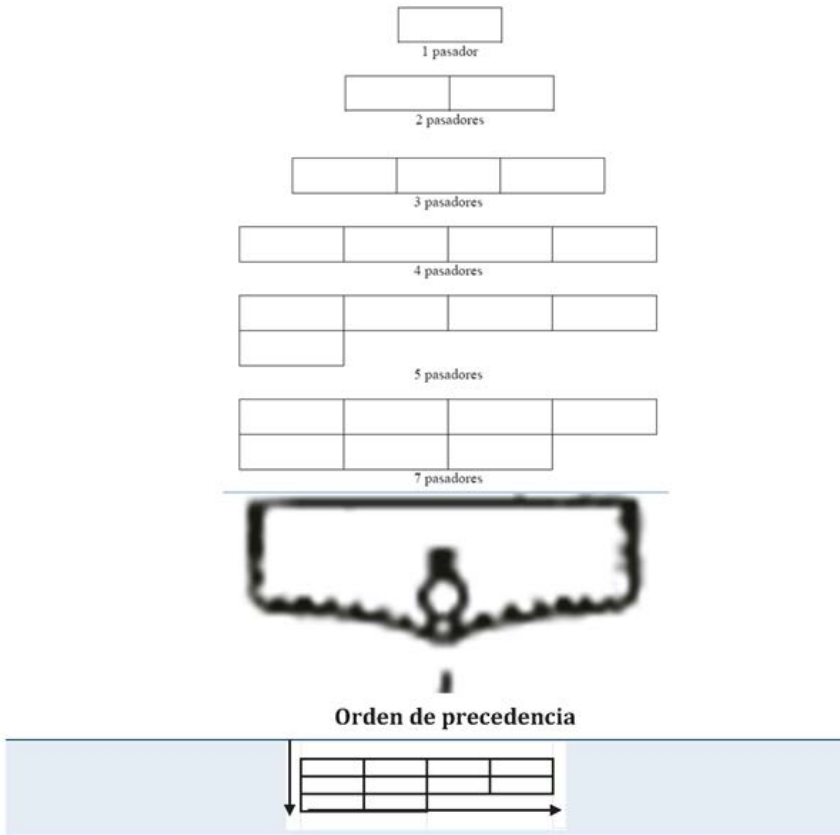 1 pasador
2 pasadores
3 pasadores
4 pasadores
5 pasadores
7 pasadores
Orden de precedencia